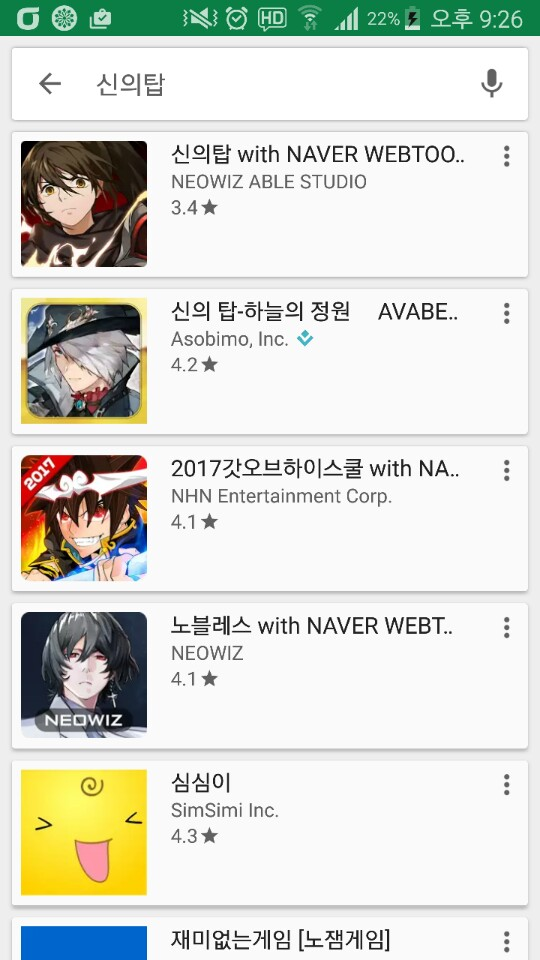 HD 22% 오후 9:26
신의탑
신의탑 with NAVER WEBTOO..
NEOWIZ ABLE STUDIO
3.4★
신의 탑-하늘의 정원 AVABE..
Asobimo, Inc.
4.2★
2017
2017갓오브하이스쿨 with NA..
NHN Entertainment Corp.
4.1★
노블레스 with NAVER WEBT..
NEOWIZ
4.1★
NEOWIZ
심심이
SimSimi Inc.
4.3★
재미없는게임 [노잼게임]